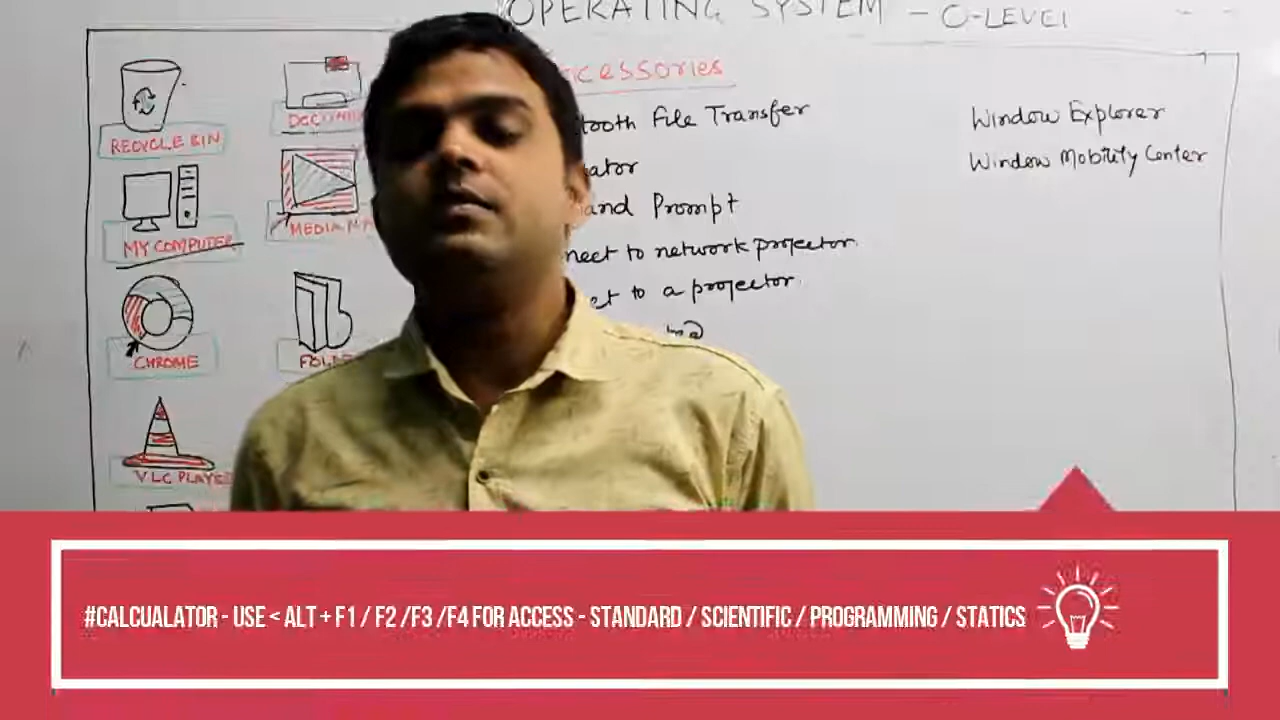 OPERATING SYSTEM - O-LEVEL
RECYCLE BIN
MY COMPUTER
CHROME
VLC PLAYER
FOLDE
ccessories
tooth File Transfer
ator
and Prompt
nect to network projector.
et to a projector.
Window Explorer
Window Mobility Center
#CALCUALATOR - USE < ALT + F1 / F2 /F3 /F4 FOR ACCESS - STANDARD / SCIENTIFIC / PROGRAMMING / STATICS